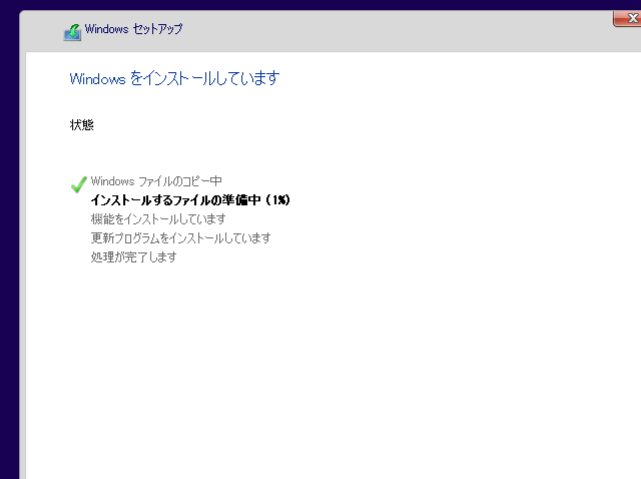 Windows セットアップ
Windows をインストールしています
状態
Windows ファイルのコピー中
インストールするファイルの準備中 (1%)
機能をインストールしています
更新プログラムをインストールしています
処理が完了します